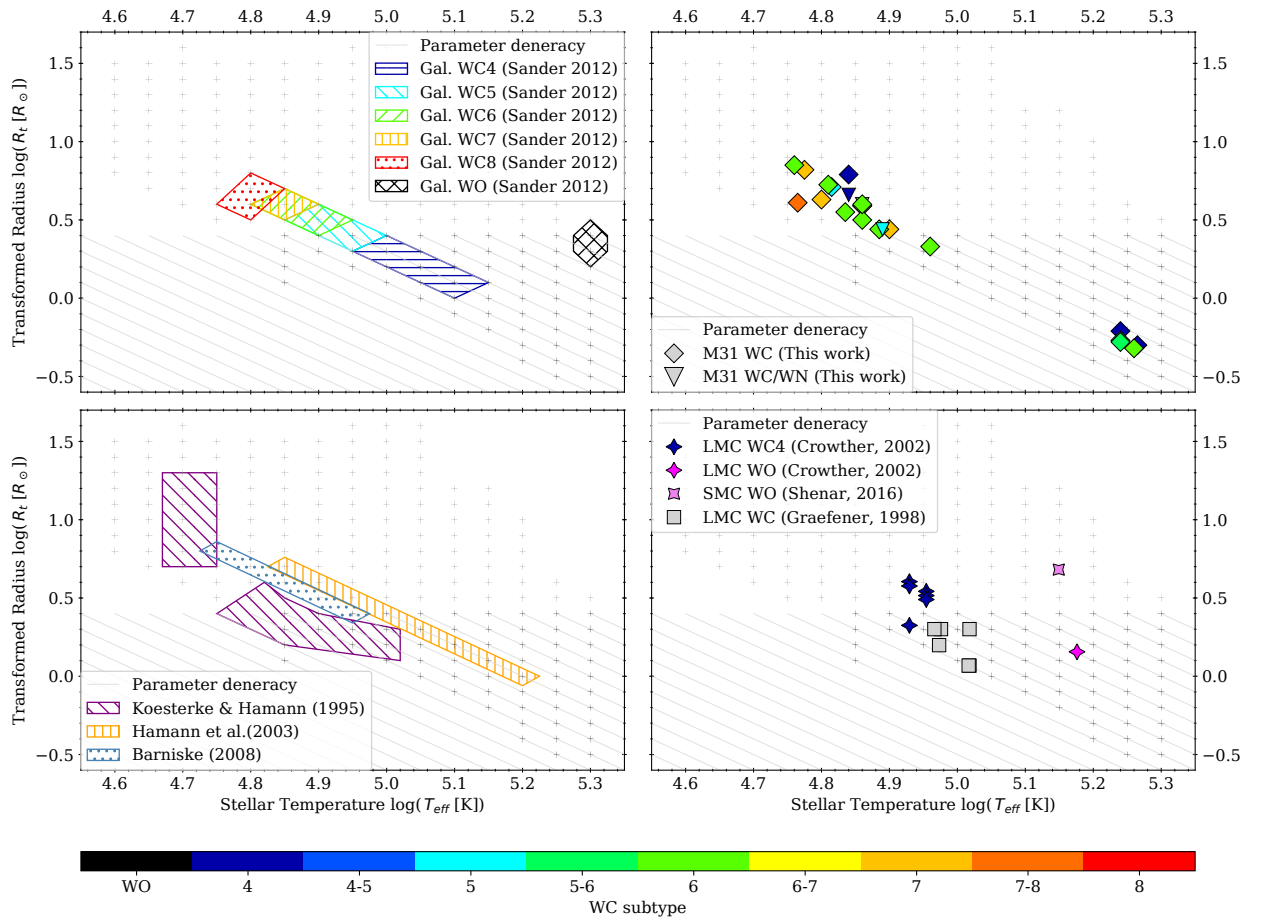 4.6 4.7 4.8 4.9 5.0 5.1 5.2 5.3
4.6 4.7 4.8 4.9 5.0 5.1 5.2 5.3
Transformed Radius log( R_t [R_⊙])
1.5
1.0
0.5
0.0
−0.5
Parameter deneracy
Gal. WC4 (Sander 2012)
Gal. WC5 (Sander 2012)
Gal. WC6 (Sander 2012)
Gal. WC7 (Sander 2012)
Gal. WC8 (Sander 2012)
Gal. WO (Sander 2012)
Parameter deneracy
M31 WC (This work)
M31 WC/WN (This work)
1.5
1.0
0.5
0.0
−0.5
Transformed Radius log( R_t [R_⊙])
1.5
1.0
0.5
0.0
−0.5
Parameter deneracy
Koesterke & Hamann (1995)
Hamann et al.(2003)
Barniske (2008)
Parameter deneracy
LMC WC4 (Crowther, 2002)
LMC WO (Crowther, 2002)
SMC WO (Shenar, 2016)
LMC WC (Graefener, 1998)
1.5
1.0
0.5
0.0
−0.5
4.6 4.7 4.8 4.9 5.0 5.1 5.2 5.3
Stellar Temperature log( T_eff [K])
4.6 4.7 4.8 4.9 5.0 5.1 5.2 5.3
Stellar Temperature log( T_eff [K])
WO 4 4-5 5 5-6 6 6-7 7 7-8 8
WC subtype